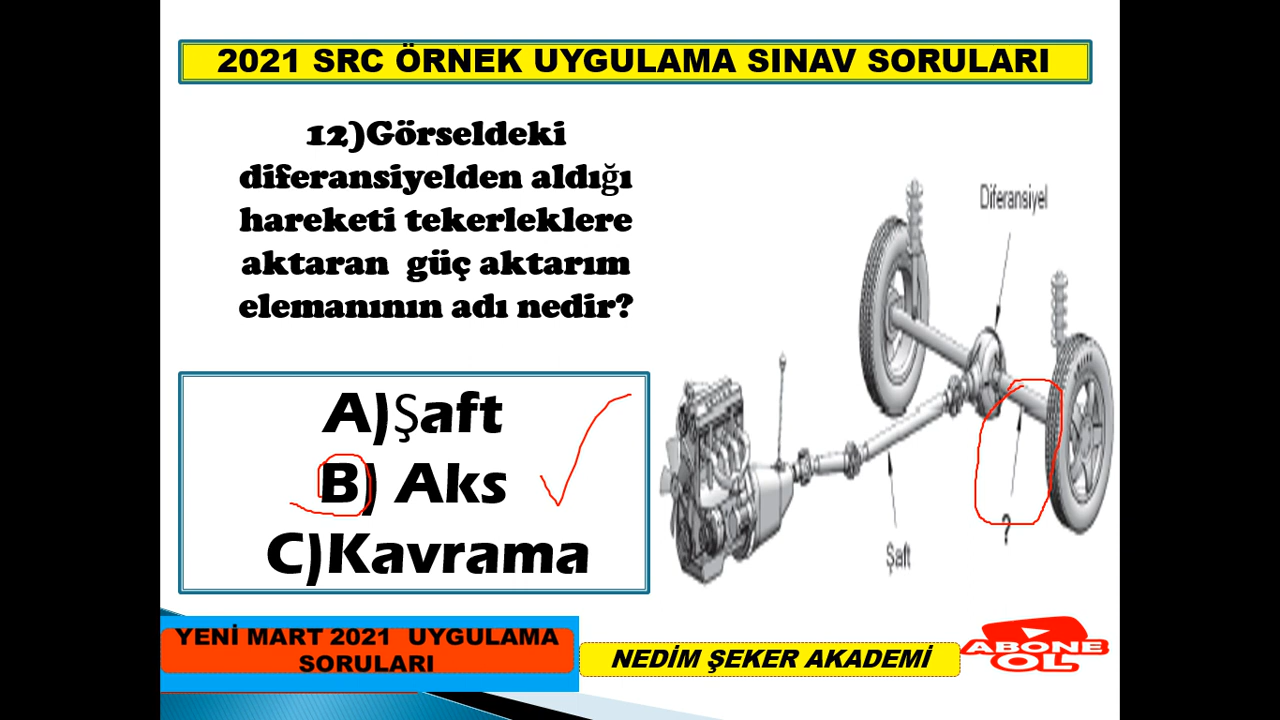 2021 SRC ÖRNEK UYGULAMA SINAV SORULARI
12)Görseldeki
diferansiyelden aldığı
hareketi tekerleklere
aktaran güç aktarım
elemanının adı nedir?
A)Şaft
B) Aks
C)Kavrama
Diferansiyel
Şaft
?
YENİ MART 2021 UYGULAMA
SORULARI
NEDİM ŞEKER AKADEMİ
ABONE
OL